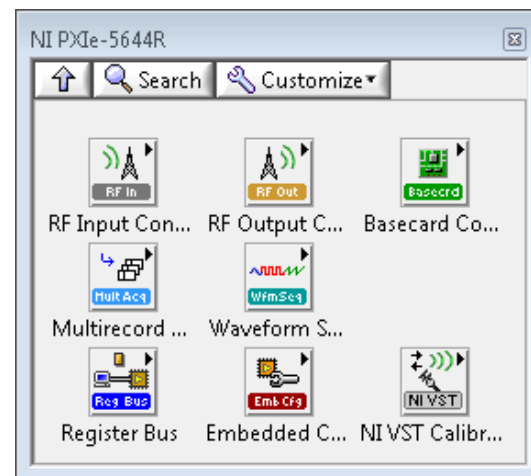 NI PXIe-5644R
Search Customize
RF In RF Out Basecrd
RF Input Con... RF Output C... Basecard Co...
Mult Acq WfmSeq
Multirecord ... Waveform S...
Reg Bus Emb Cfg NI VST
Register Bus Embedded C... NI VST Calibr...